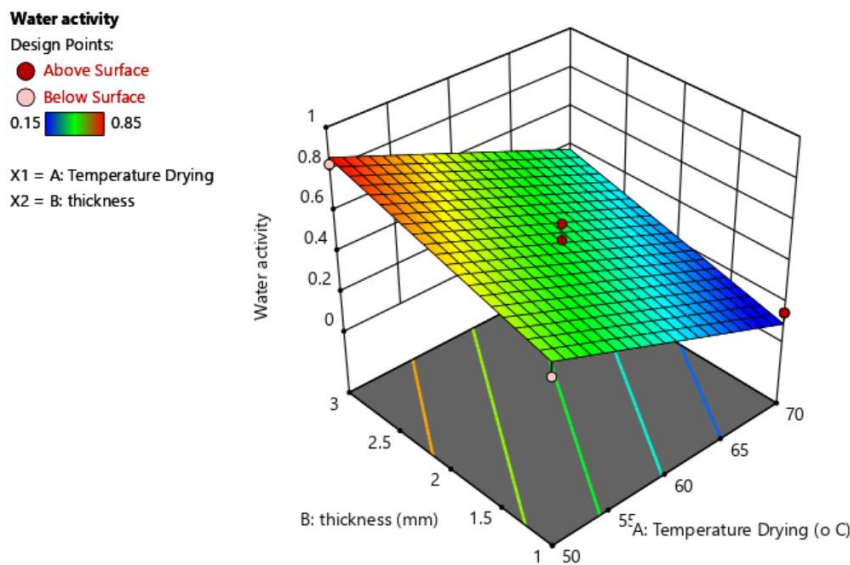 Water activity
Design Points:
Above Surface
Below Surface
0.15 0.85
X1 = A: Temperature Drying
X2 = B: thickness
Water activity
1
0.8
0.6
0.4
0.2
0
3
2.5
2
1.5
1
B: thickness (mm)
50
55
60
65
70
A: Temperature Drying (o C)